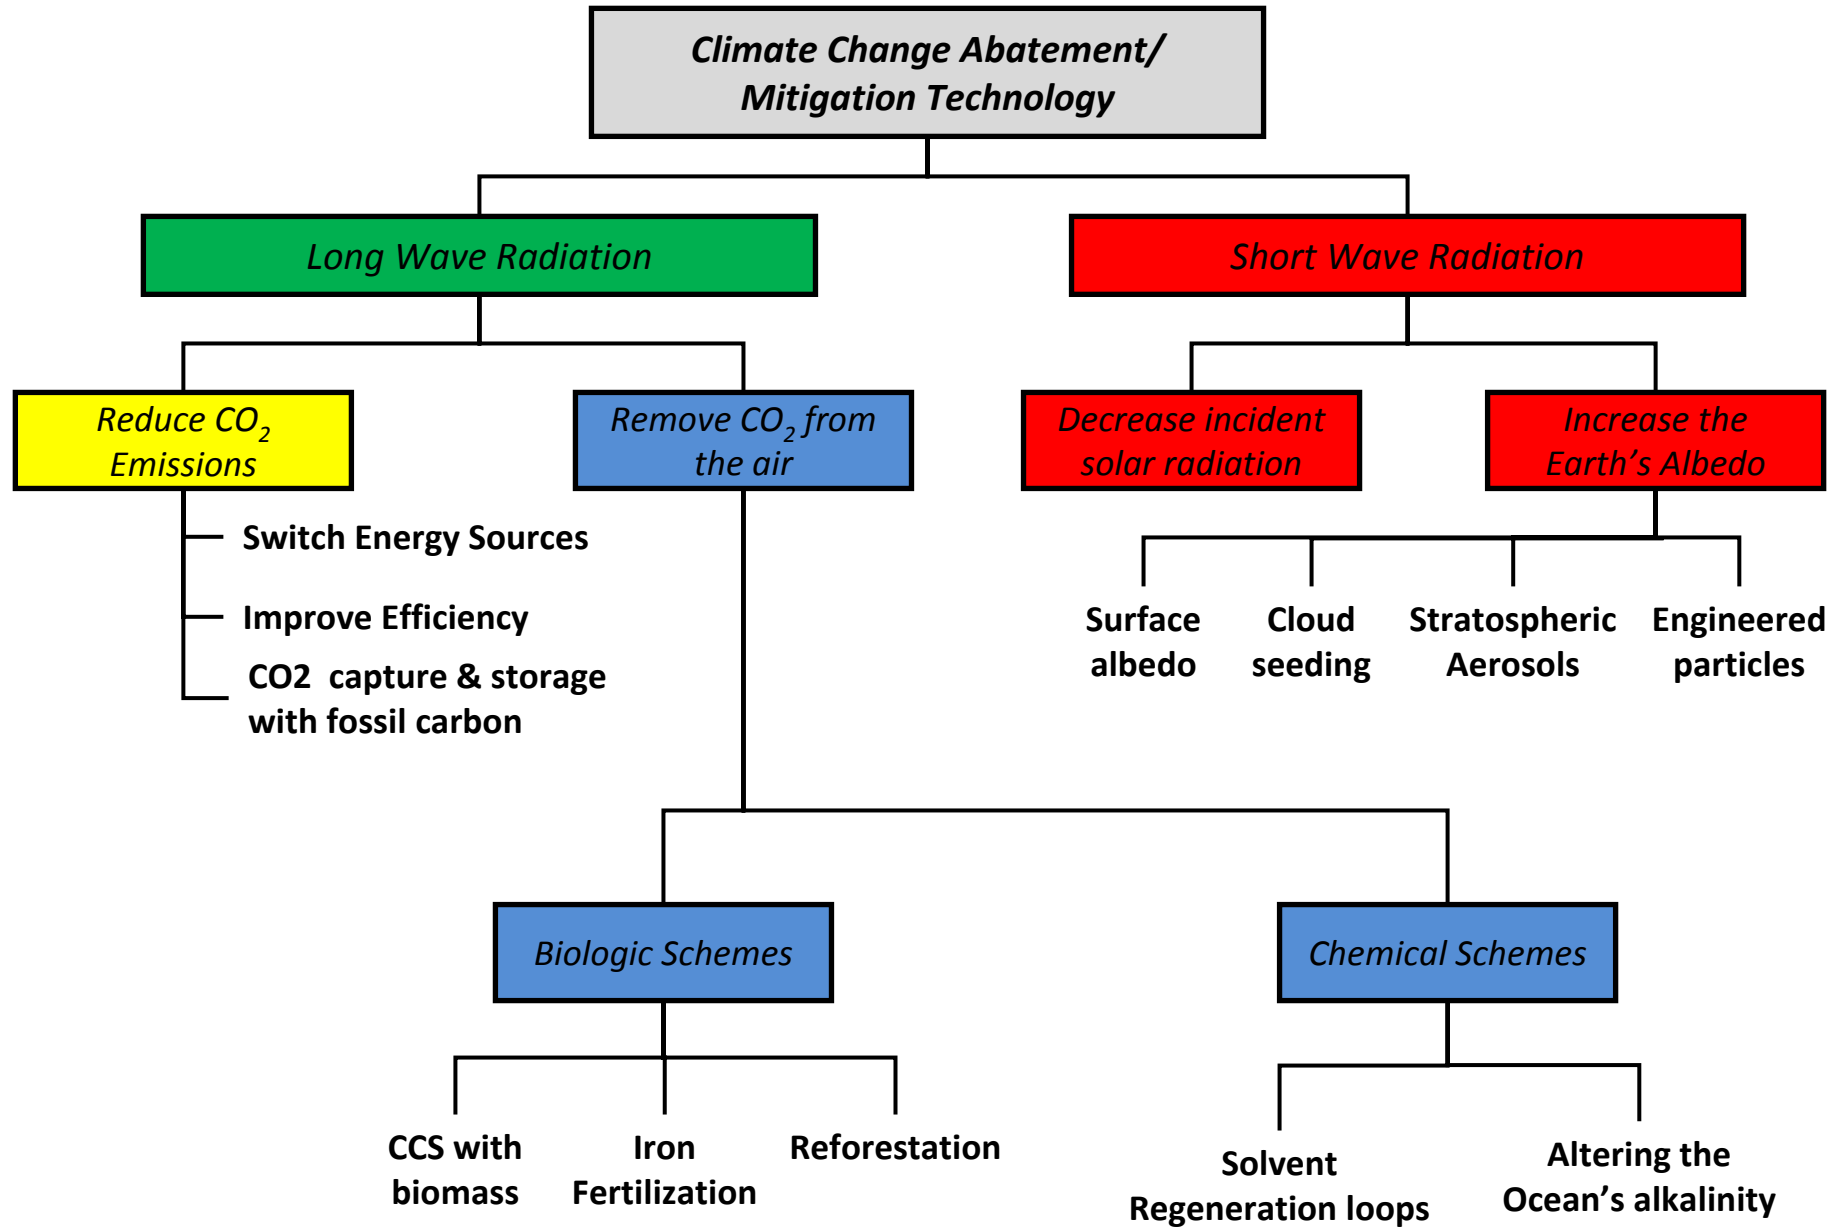 Climate Change Abatement/
Mitigation Technology
Long Wave Radiation
Short Wave Radiation
Reduce CO₂
Emissions
Remove CO₂ from
the air
Decrease incident
solar radiation
Increase the
Earth's Albedo
Switch Energy Sources
Improve Efficiency
CO2 capture & storage
with fossil carbon
Surface
albedo
Cloud
seeding
Stratospheric
Aerosols
Engineered
particles
Biologic Schemes
Chemical Schemes
CCS with
biomass
Iron
Fertilization
Reforestation
Solvent
Regeneration loops
Altering the
Ocean's alkalinity